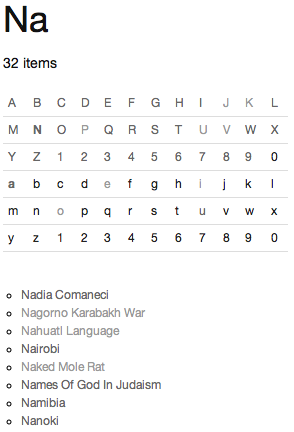 Na
32 items
A B C D E F G H I J K L
M N O P Q R S T U V W X
Y Z 1 2 3 4 5 6 7 8 9 0
a b c d e f g h i j k l
m n o p q r s t u v w x
y z 1 2 3 4 5 6 7 8 9 0
Nadia Comaneci
Nagorno Karabakh War
Nahuatl Language
Nairobi
Naked Mole Rat
Names Of God In Judaism
Namibia
Nanoki